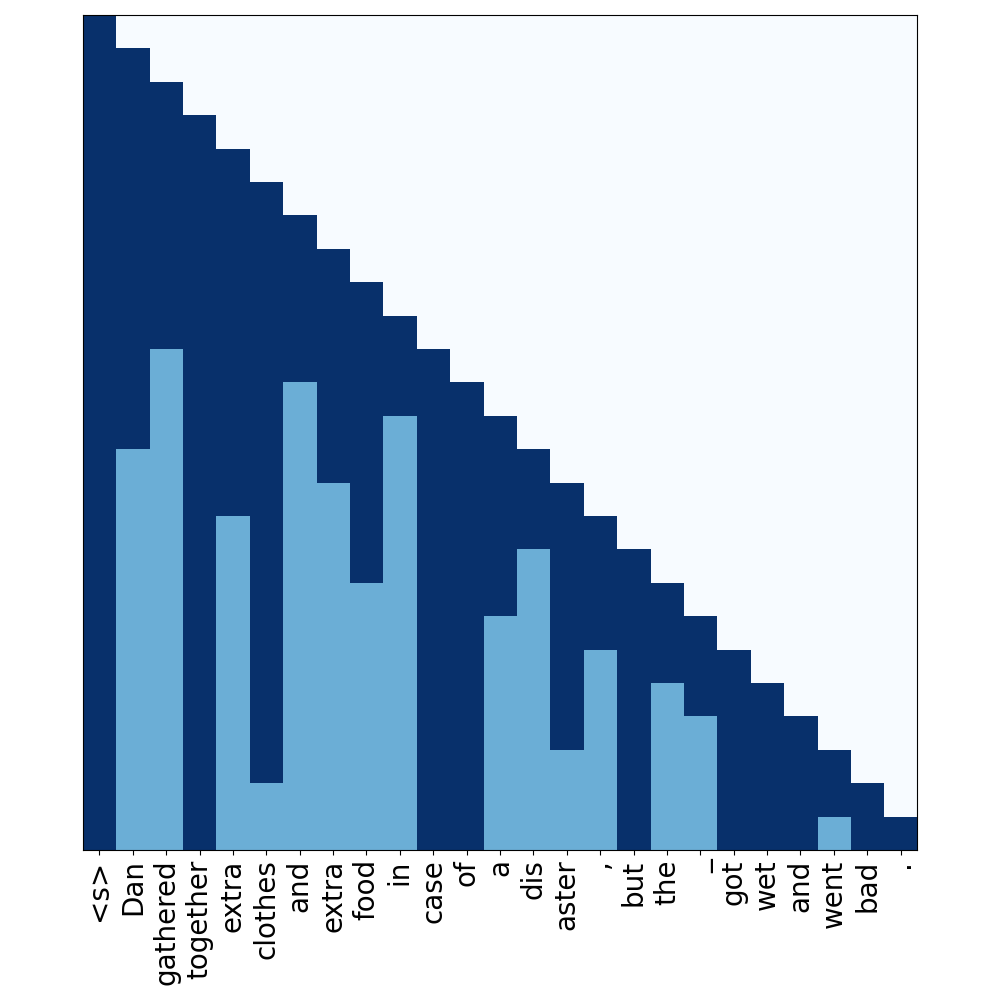 <s> Dan gathered together extra clothes and extra food in case of a dis aster , but the _ got wet and went bad .